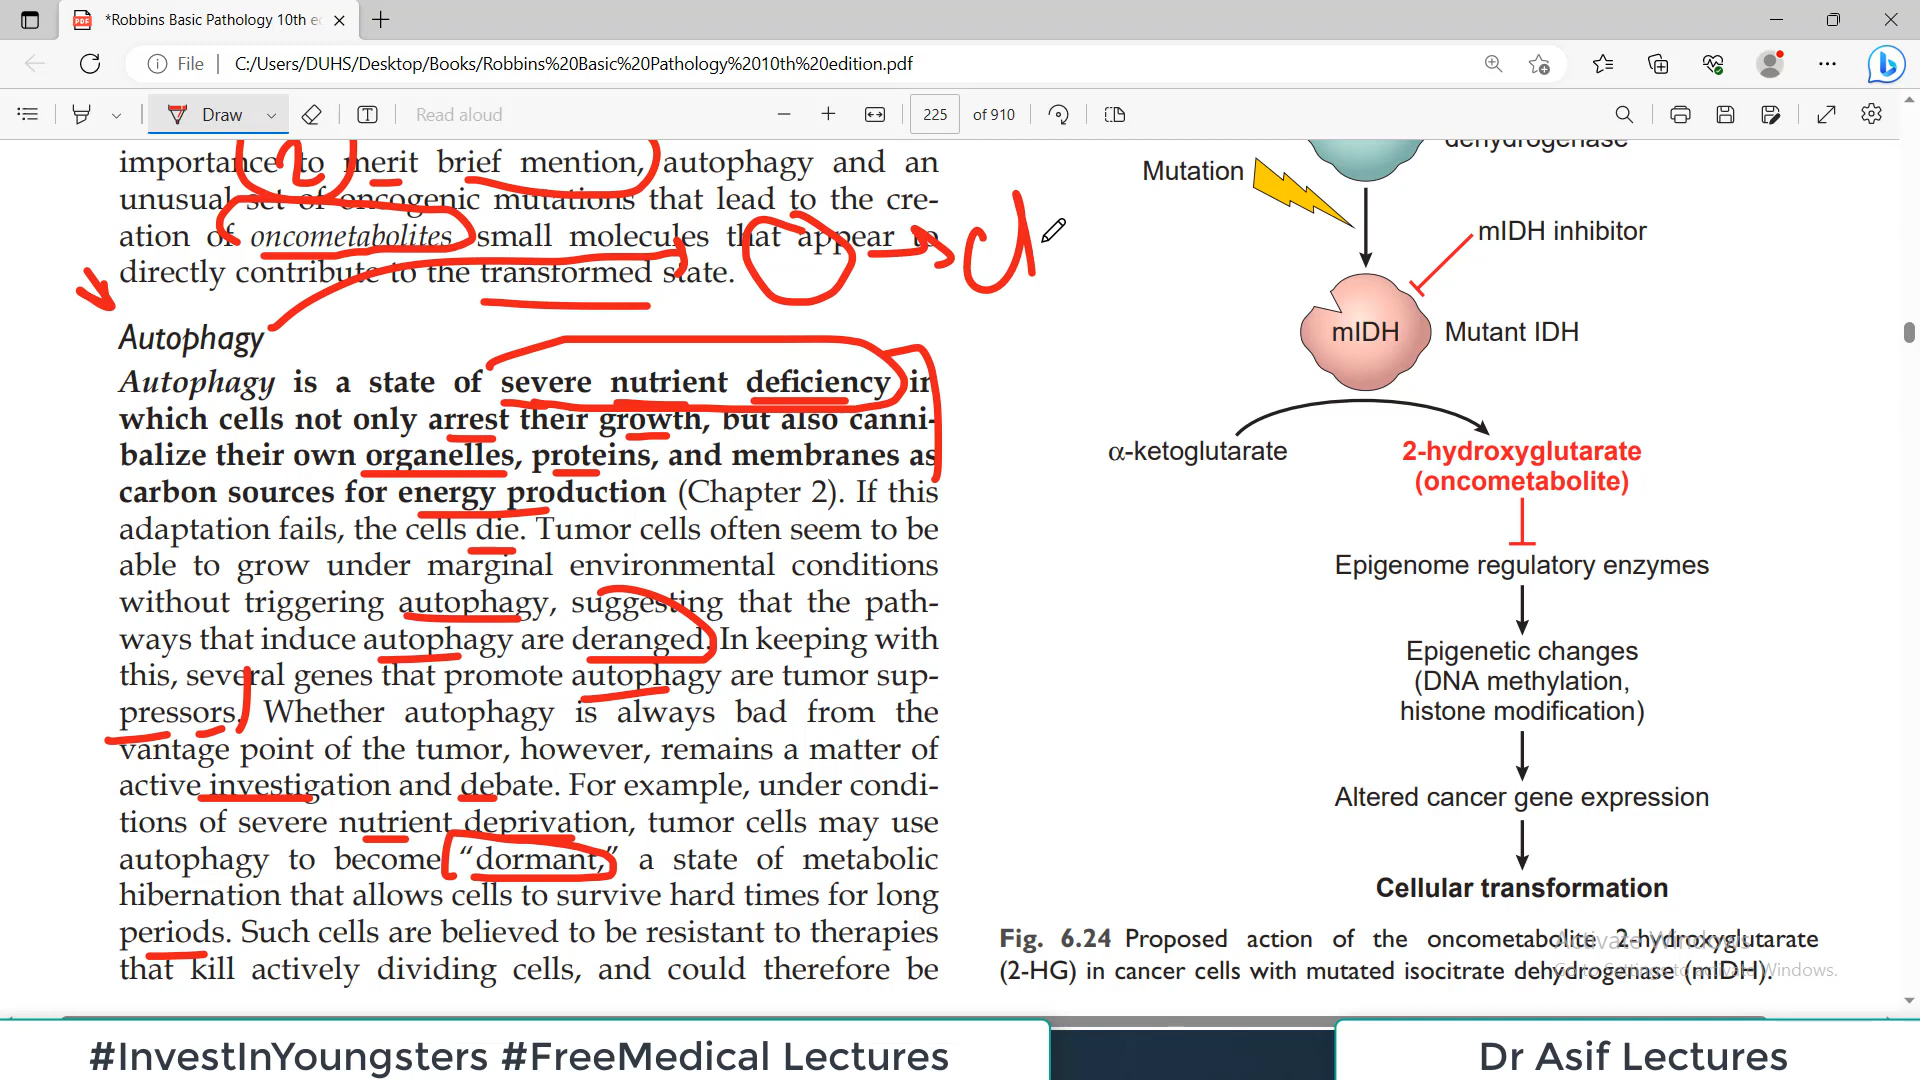 *Robbins Basic Pathology 10th e
File
C:/Users/DUHS/Desktop/Books/Robbins%20Basic%20Pathology%2010th%20edition.pdf
Draw
Read aloud
225 of 910
importance to merit brief mention, autophagy and an
unusual set of oncogenic mutations that lead to the cre-
ation of oncometabolites small molecules that appear to
directly contribute to the transformed state.
2
d
Autophagy
Autophagy is a state of severe nutrient deficiency in
which cells not only arrest their growth, but also canni-
balize their own organelles, proteins, and membranes as
carbon sources for energy production (Chapter 2). If this
adaptation fails, the cells die. Tumor cells often seem to be
able to grow under marginal environmental conditions
without triggering autophagy, suggesting that the path-
ways that induce autophagy are deranged. In keeping with
this, several genes that promote autophagy are tumor sup-
pressors. Whether autophagy is always bad from the
vantage point of the tumor, however, remains a matter of
active investigation and debate. For example, under condi-
tions of severe nutrient deprivation, tumor cells may use
autophagy to become “dormant,” a state of metabolic
hibernation that allows cells to survive hard times for long
periods. Such cells are believed to be resistant to therapies
that kill actively dividing cells, and could therefore be
dehydrogenase
Mutation
mIDH inhibitor
mIDH
Mutant IDH
α-ketoglutarate
2-hydroxyglutarate
(oncometabolite)
Epigenome regulatory enzymes
Epigenetic changes
(DNA methylation,
histone modification)
Altered cancer gene expression
Cellular transformation
Fig. 6.24 Proposed action of the oncometabolite 2-hydroxyglutarate
(2-HG) in cancer cells with mutated isocitrate dehydrogenase (mIDH).
Activate Windows
Go to Settings to activate Windows.
#InvestInYoungsters #FreeMedical Lectures
Dr Asif Lectures